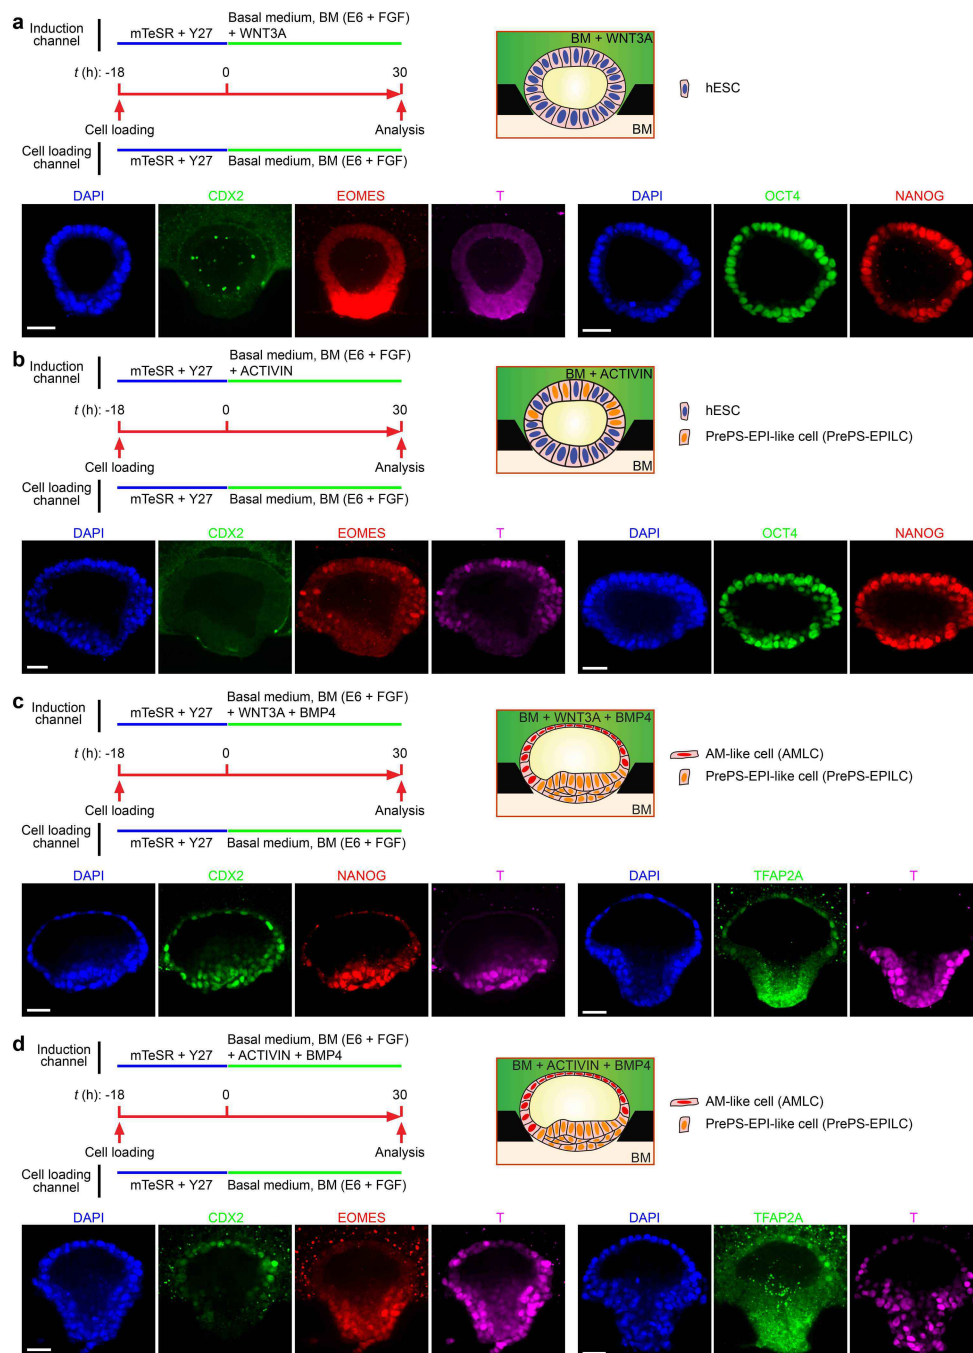 a
Induction channel
mTeSR + Y27
Basal medium, BM (E6 + FGF)
+ WNT3A
t (h): -18
0
30
Cell loading
Analysis
Cell loading channel
mTeSR + Y27
Basal medium, BM (E6 + FGF)
BM + WNT3A
BM
hESC
DAPI
CDX2
EOMES
T
DAPI
OCT4
NANOG
b
Induction channel
mTeSR + Y27
Basal medium, BM (E6 + FGF)
+ ACTIVIN
t (h): -18
0
30
Cell loading
Analysis
Cell loading channel
mTeSR + Y27
Basal medium, BM (E6 + FGF)
BM + ACTIVIN
BM
hESC
PrePS-EPI-like cell (PrePS-EPILC)
DAPI
CDX2
EOMES
T
DAPI
OCT4
NANOG
c
Induction channel
mTeSR + Y27
Basal medium, BM (E6 + FGF)
+ WNT3A + BMP4
t (h): -18
0
30
Cell loading
Analysis
Cell loading channel
mTeSR + Y27
Basal medium, BM (E6 + FGF)
BM + WNT3A + BMP4
BM
AM-like cell (AMLC)
PrePS-EPI-like cell (PrePS-EPILC)
DAPI
CDX2
NANOG
T
DAPI
TFAP2A
T
d
Induction channel
mTeSR + Y27
Basal medium, BM (E6 + FGF)
+ ACTIVIN + BMP4
t (h): -18
0
30
Cell loading
Analysis
Cell loading channel
mTeSR + Y27
Basal medium, BM (E6 + FGF)
BM + ACTIVIN + BMP4
BM
AM-like cell (AMLC)
PrePS-EPI-like cell (PrePS-EPILC)
DAPI
CDX2
EOMES
T
DAPI
TFAP2A
T